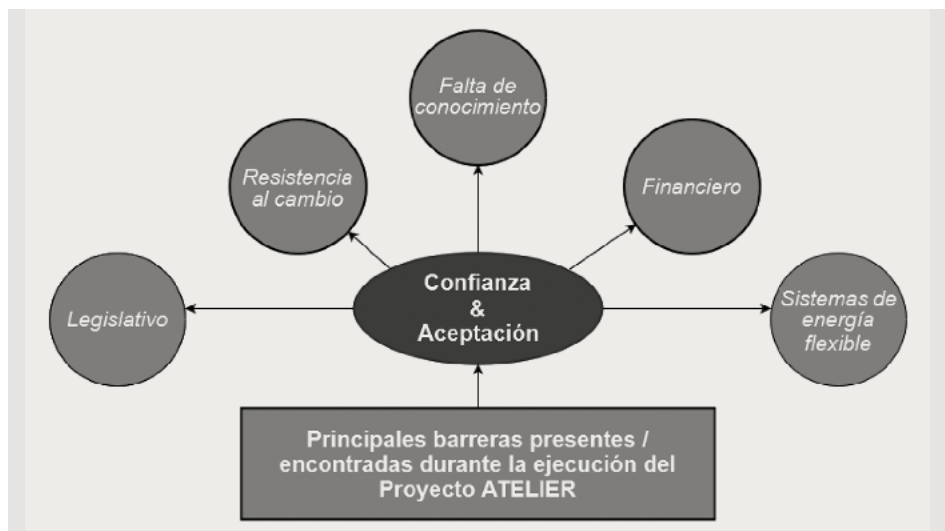 Falta de
conocimiento
Resistencia
al cambio
Financiero
Legislativo
Confianza
&
Aceptación
Sistemas de
energía
flexible
Principales barreras presentes /
encontradas durante la ejecución del
Proyecto ATELIER